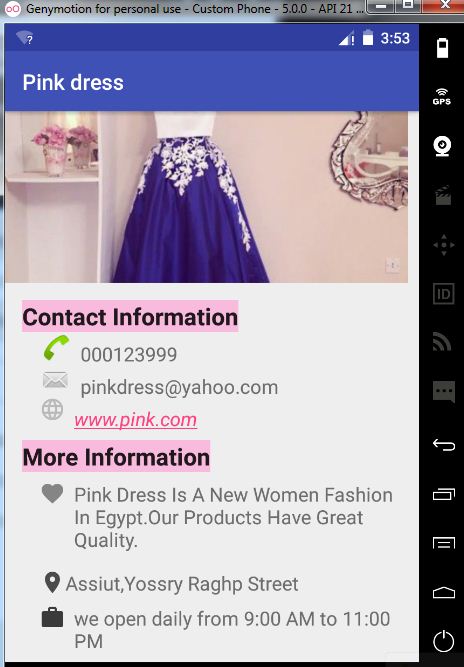 Genymotion for personal use - Custom Phone - 5.0.0 - API 21 ...
3:53
Pink dress
GPS
ID
Contact Information
000123999
pinkdress@yahoo.com
www.pink.com
More Information
Pink Dress Is A New Women Fashion
In Egypt.Our Products Have Great
Quality.
Assiut,Yossry Raghp Street
we open daily from 9:00 AM to 11:00
PM